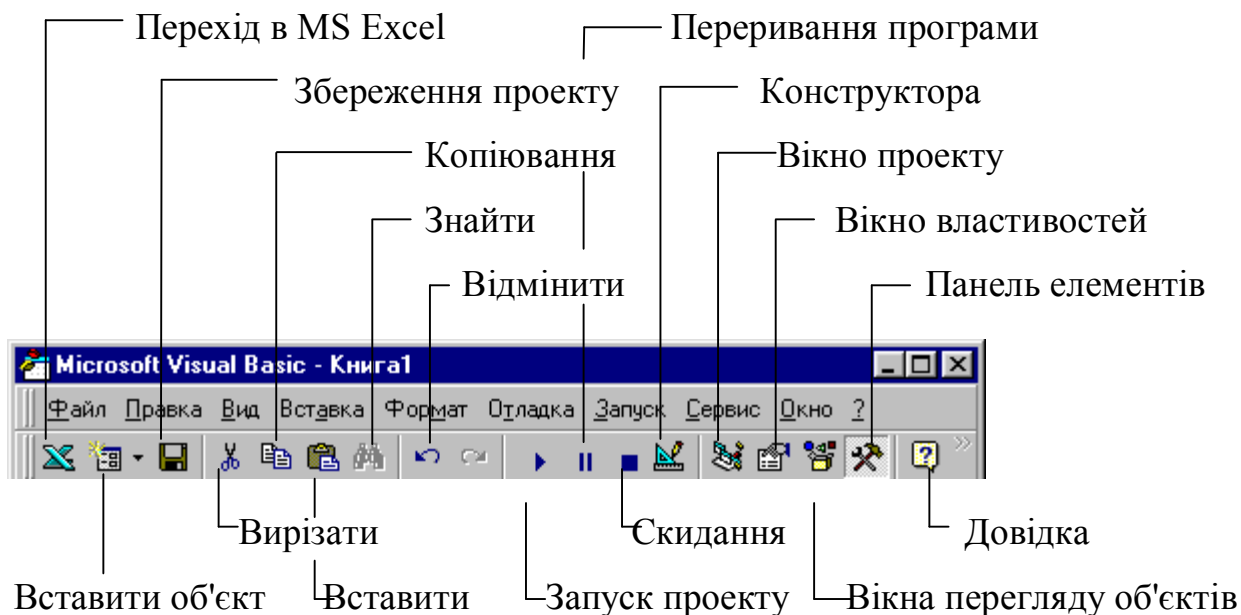 Перехід в MS Excel Переривання програми
Збереження проекту Конструктора
Копіювання Вікно проекту
Знайти Вікно властивостей
Відмінити Панель елементів
Microsoft Visual Basic - Книга1
Файл Правка Вид Вставка Формат Отладка Запуск Сервис Окно ?
Вирізати Скидання Довідка
Вставити об'єкт Вставити Запуск проекту Вікна перегляду об'єктів